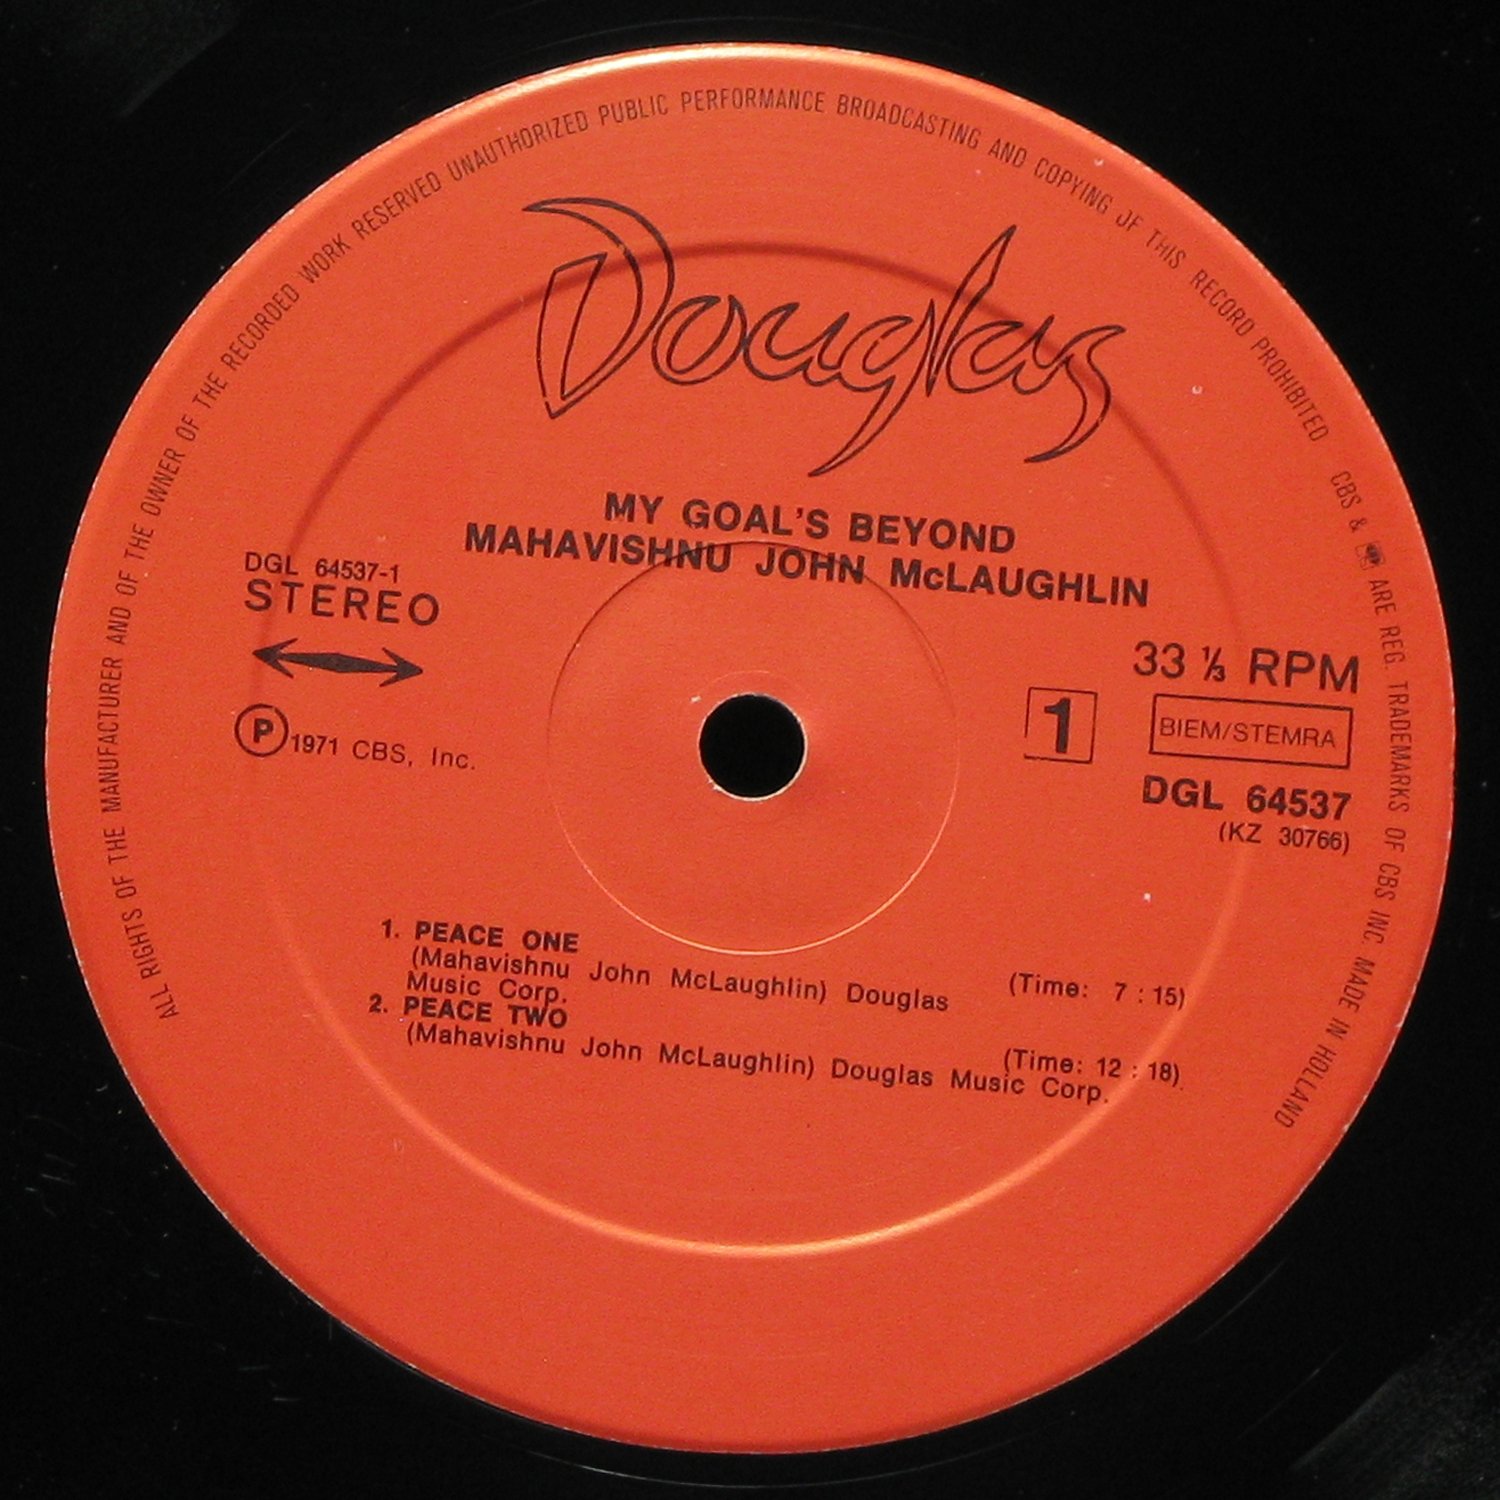 ALL RIGHTS OF THE MANUFACTURER AND OF THE OWNER OF THE RECORDED WORK RESERVED UNAUTHORIZED PUBLIC PERFORMANCE BROADCASTING AND COPYING OF THIS RECORD PROHIBITED CBS & ARE REG. TRADEMARKS OF CBS INC. MADE IN HOLLAND
Douglas
MY GOAL'S BEYOND
MAHAVISHNU JOHN McLAUGHLIN
DGL 64537-1
STEREO
Ⓟ1971 CBS, Inc.
33 ⅓ RPM
1
BIEM/STEMRA
DGL 64537
(KZ 30766)
1. PEACE ONE
(Mahavishnu John McLaughlin) Douglas (Time: 7 : 15)
Music Corp.
2. PEACE TWO
(Time: 12 : 18)
(Mahavishnu John McLaughlin) Douglas Music Corp.